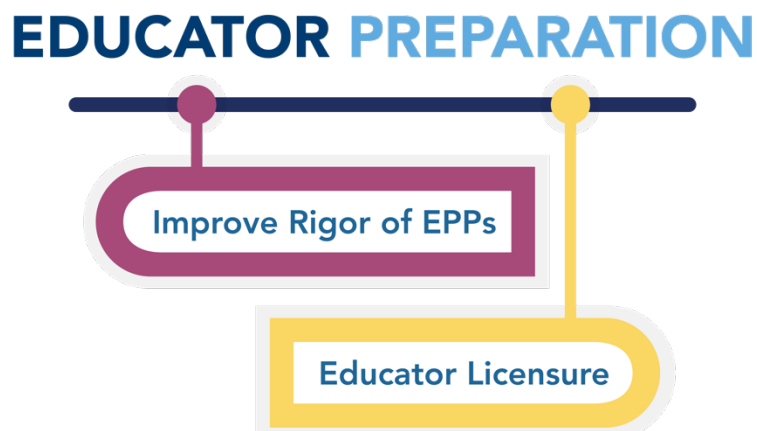 EDUCATOR PREPARATION
Improve Rigor of EPPs
Educator Licensure